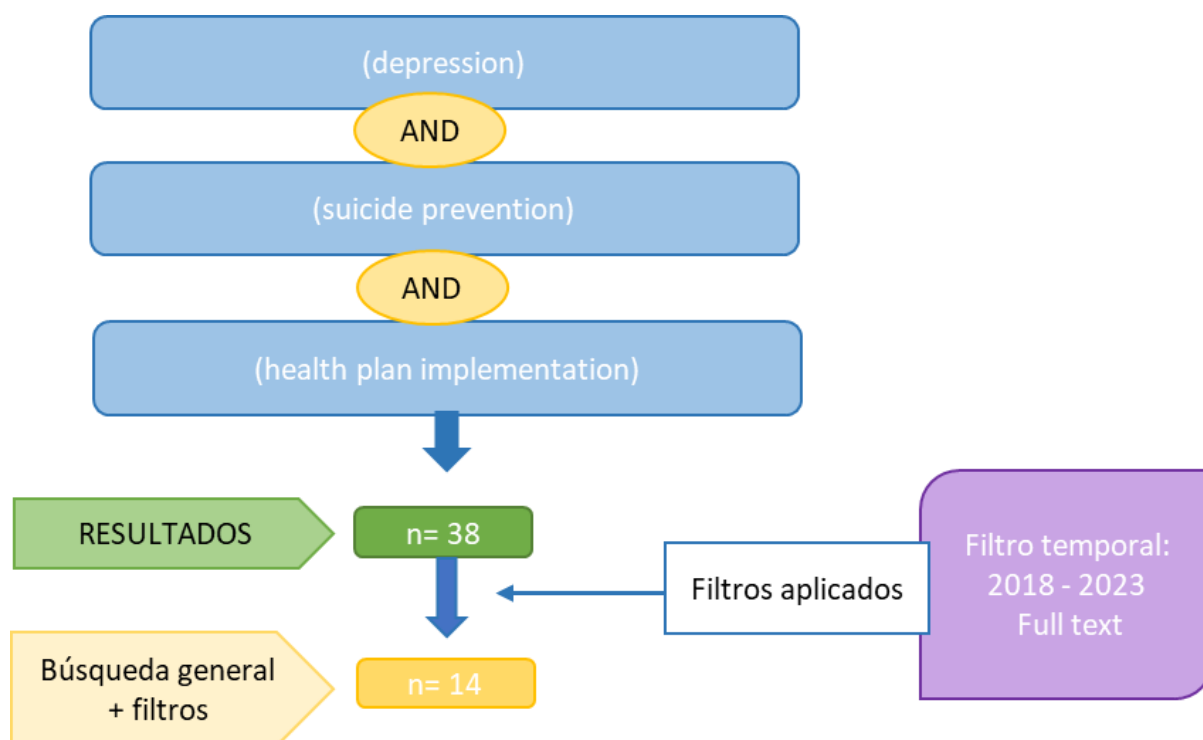 (depression)
AND
(suicide prevention)
AND
(health plan implementation)
RESULTADOS
n= 38
Filtros aplicados
Filtro temporal:
2018 - 2023
Full text
Búsqueda general
+ filtros
n= 14